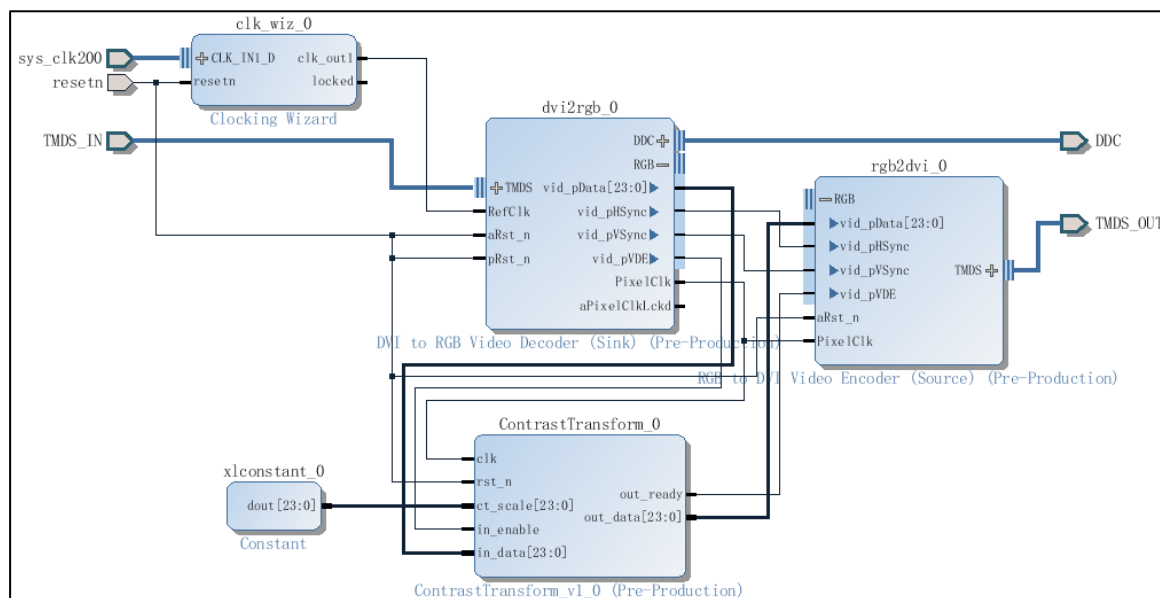 clk_wiz_0
sys_clk200
resetn
CLK_IN1_D
clk_out1
resetn
locked
Clocking Wizard
TMDS_IN
dvi2rgb_0
DDC
RGB
TMDS
vid_pData[23:0]
RefClk
vid_pHSync
aRst_n
vid_pVSync
pRst_n
vid_pVDE
PixelClk
aPixelClkLckd
DVI to RGB Video Decoder (Sink) (Pre-Production)
DDC
rgb2dvi_0
RGB
vid_pData[23:0]
vid_pHSync
vid_pVSync
TMDS
vid_pVDE
aRst_n
PixelClk
RGB to DVI Video Encoder (Source) (Pre-Production)
TMDS_OUT
ContrastTransform_0
clk
rst_n
out_ready
ct_scale[23:0]
out_data[23:0]
in_enable
in_data[23:0]
ContrastTransform_v1_0 (Pre-Production)
xlconstant_0
dout[23:0]
Constant